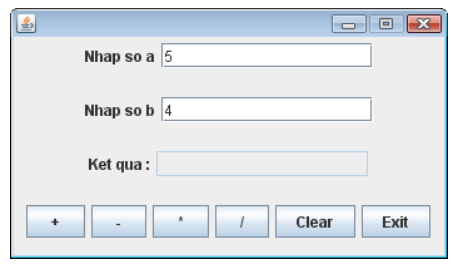 Nhap so a 5
Nhap so b 4
Ket qua :
+ - * / Clear Exit